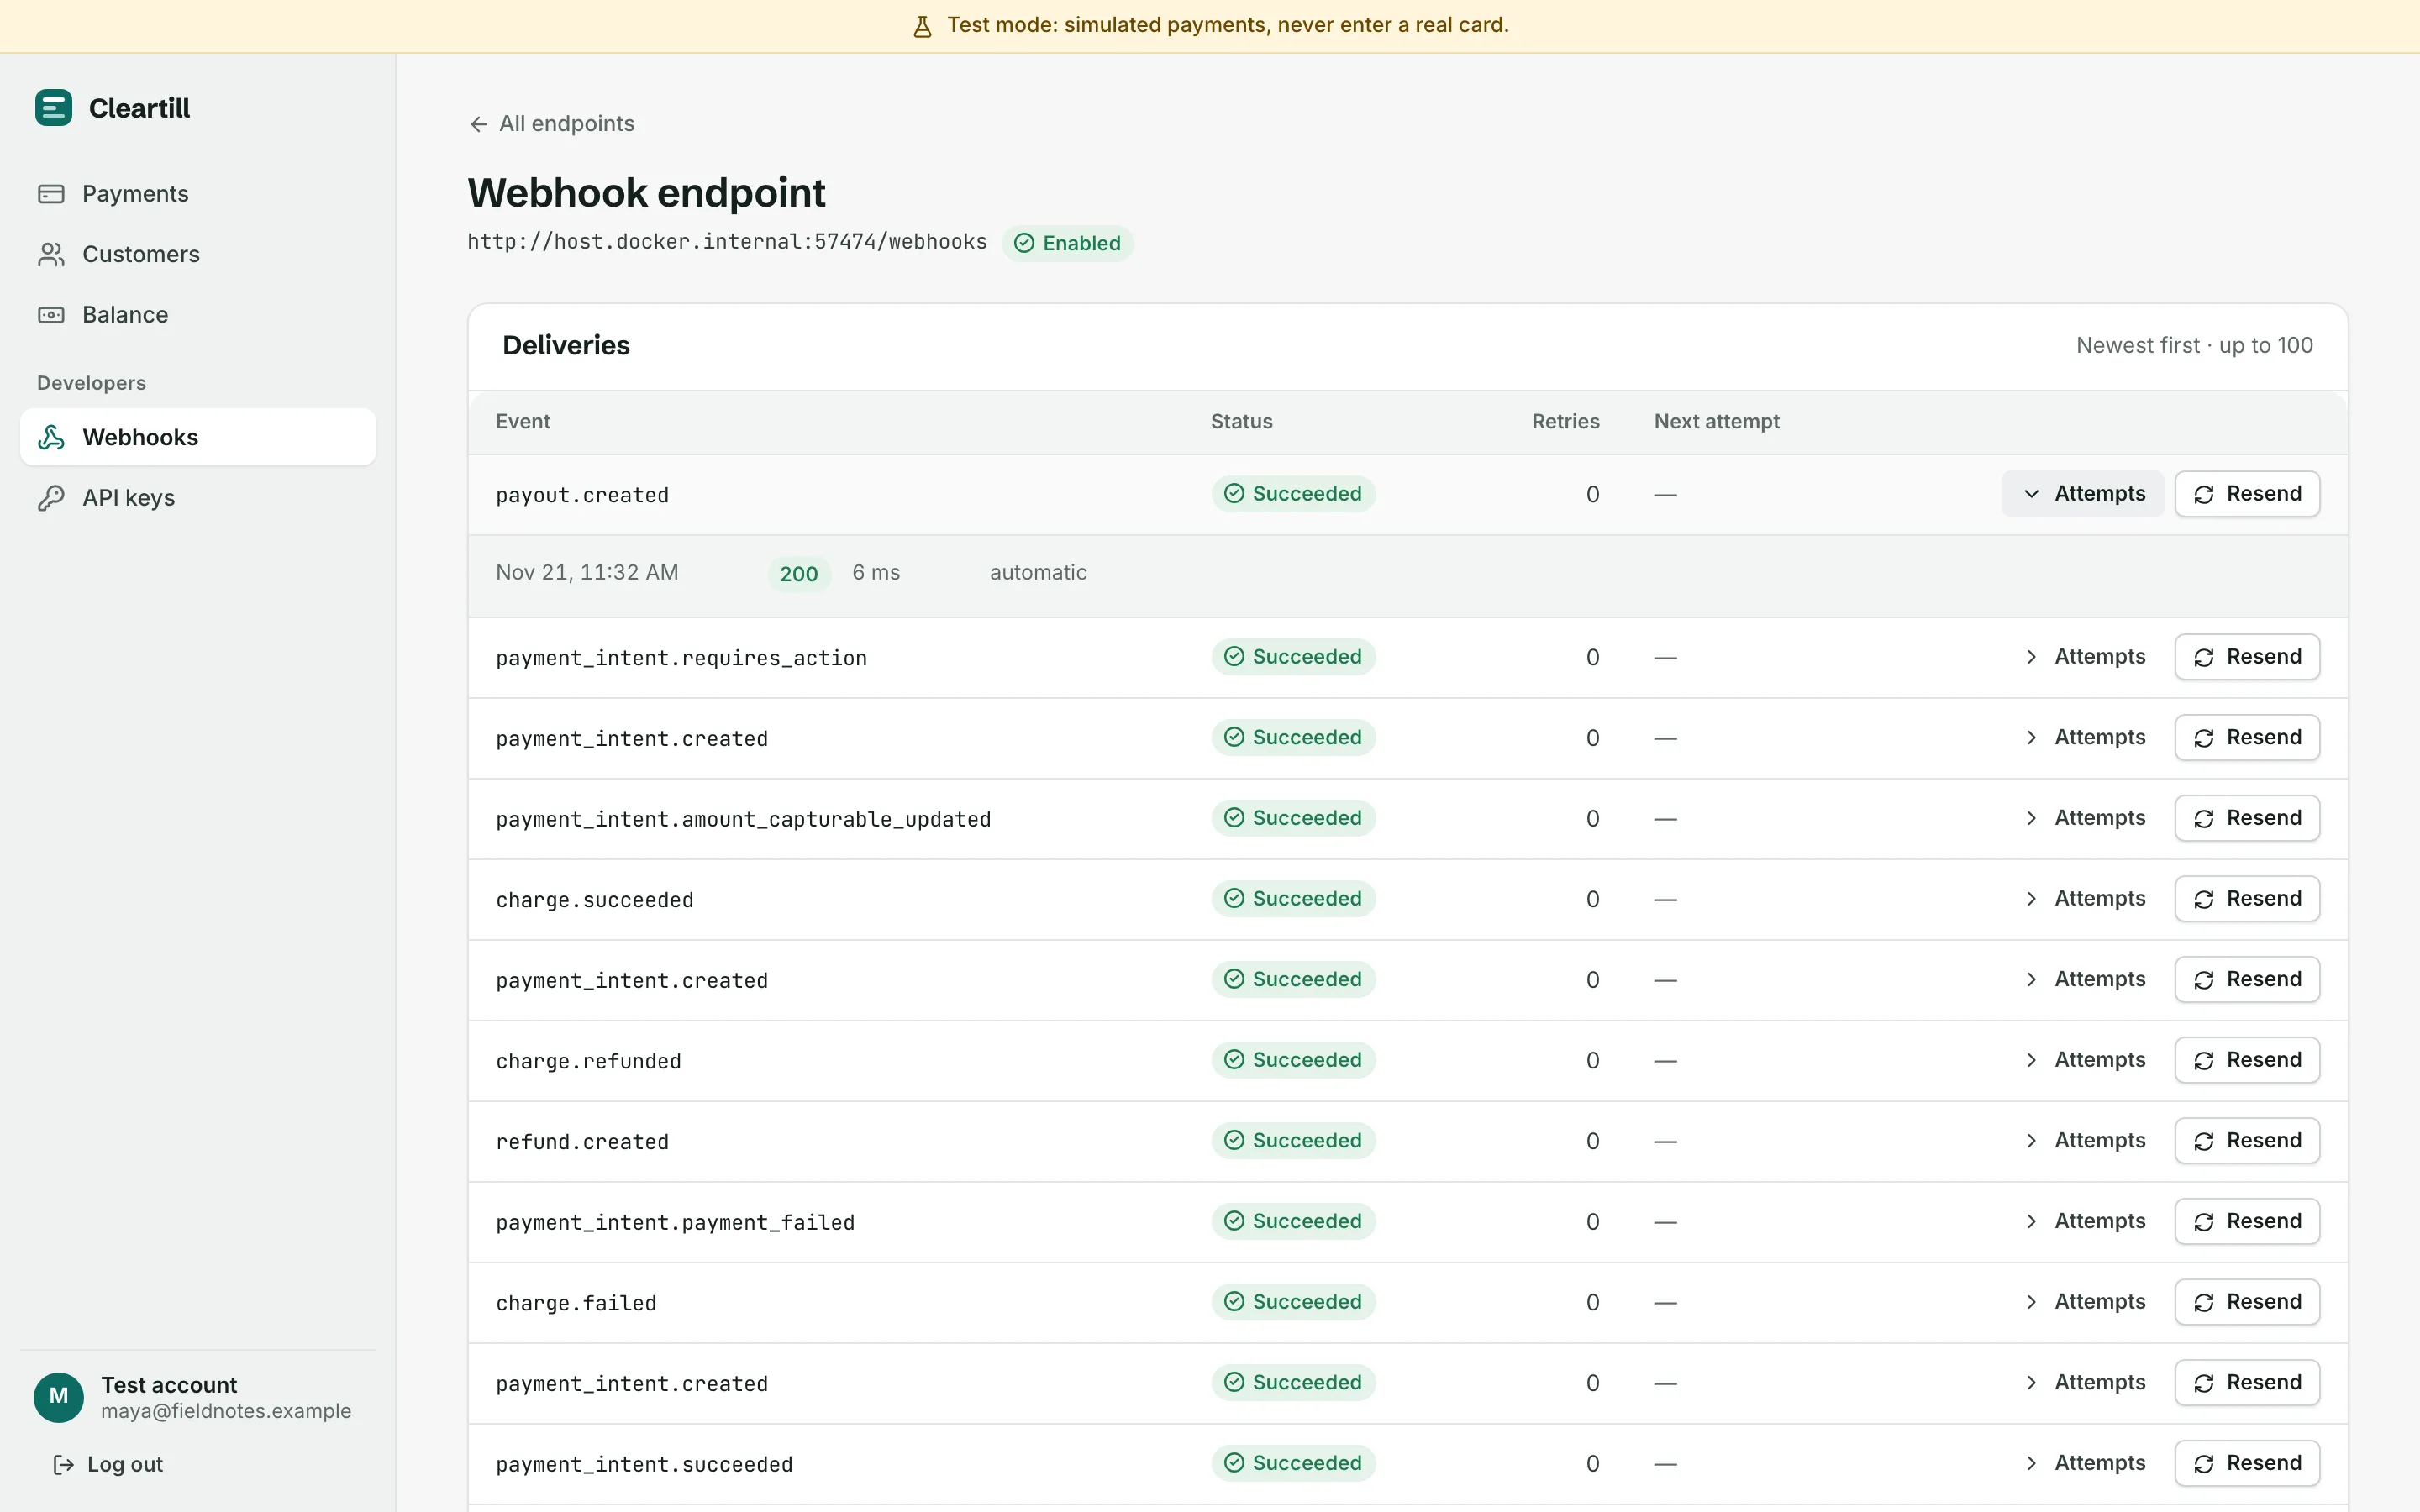 Test mode: simulated payments, never enter a real card.
Cleartill
Payments
Customers
Balance
Developers
Webhooks
API keys
M
Test account
maya@fieldnotes.example
Log out
All endpoints
Webhook endpoint
http://host.docker.internal:57474/webhooks Enabled
Deliveries Newest first · up to 100
Event Status Retries Next attempt
payout.created Succeeded 0 — Attempts Resend
Nov 21, 11:32 AM 200 6 ms automatic
payment_intent.requires_action Succeeded 0 — Attempts Resend
payment_intent.created Succeeded 0 — Attempts Resend
payment_intent.amount_capturable_updated Succeeded 0 — Attempts Resend
charge.succeeded Succeeded 0 — Attempts Resend
payment_intent.created Succeeded 0 — Attempts Resend
charge.refunded Succeeded 0 — Attempts Resend
refund.created Succeeded 0 — Attempts Resend
payment_intent.payment_failed Succeeded 0 — Attempts Resend
charge.failed Succeeded 0 — Attempts Resend
payment_intent.created Succeeded 0 — Attempts Resend
payment_intent.succeeded Succeeded 0 — Attempts Resend